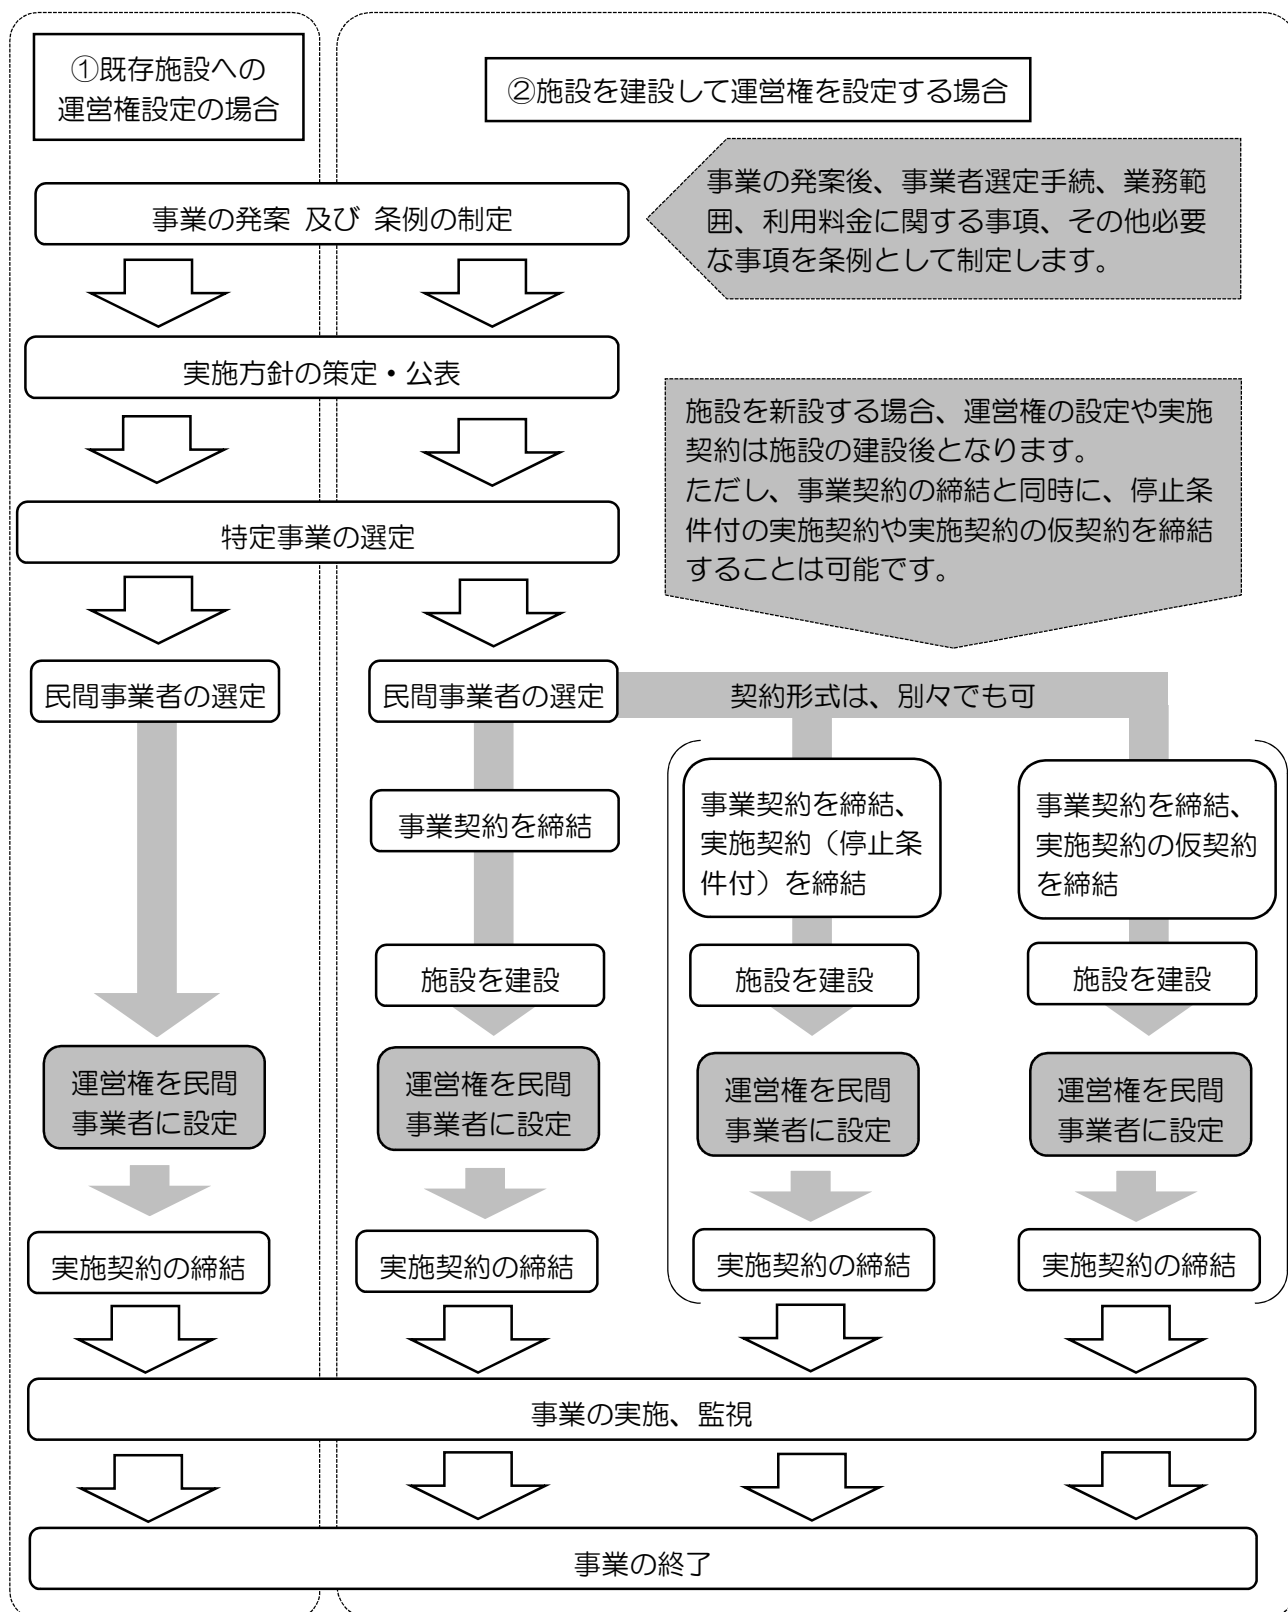 ①既存施設への
運営権設定の場合
②施設を建設して運営権を設定する場合
事業の発案 及び 条例の制定
事業の発案後、事業者選定手続、業務範
囲、利用料金に関する事項、その他必要
な事項を条例として制定します。
実施方針の策定・公表
施設を新設する場合、運営権の設定や実施
契約は施設の建設後となります。
ただし、事業契約の締結と同時に、停止条
件付の実施契約や実施契約の仮契約を締結
することは可能です。
特定事業の選定
民間事業者の選定
民間事業者の選定
契約形式は、別々でも可
事業契約を締結
事業契約を締結、
実施契約（停止条
件付）を締結
事業契約を締結、
実施契約の仮契約
を締結
施設を建設
施設を建設
施設を建設
運営権を民間
事業者に設定
運営権を民間
事業者に設定
運営権を民間
事業者に設定
運営権を民間
事業者に設定
実施契約の締結
実施契約の締結
実施契約の締結
実施契約の締結
事業の実施、監視
事業の終了